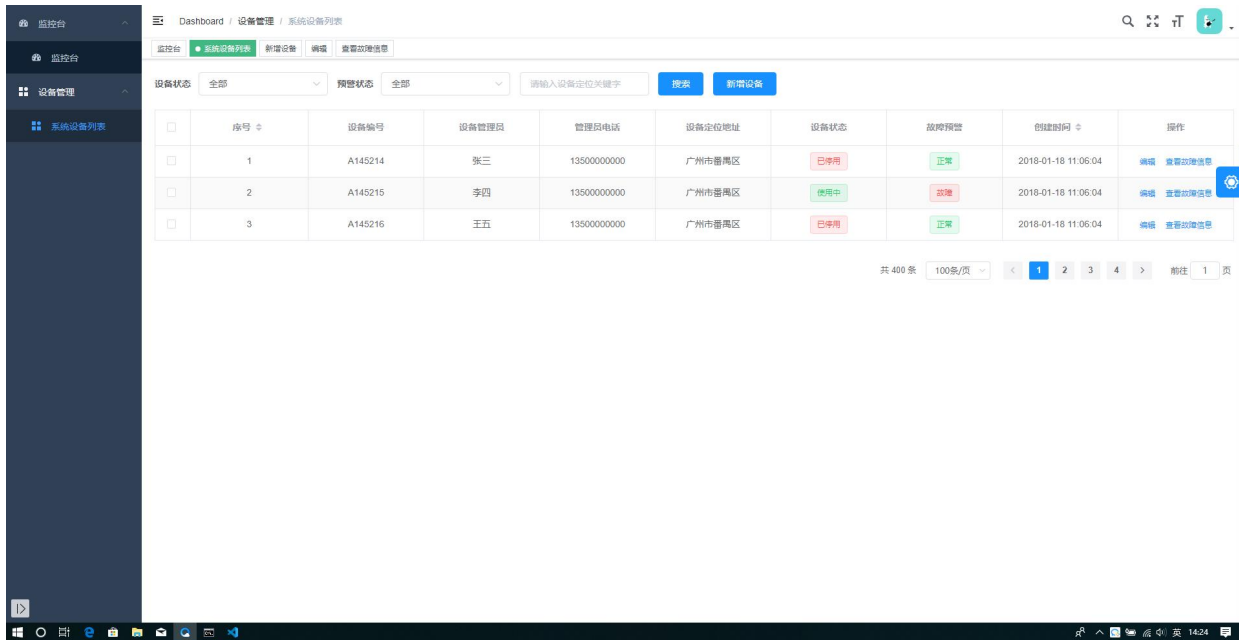 监控台
Dashboard / 设备管理 / 系统设备列表
监控台
监控台 系统设备列表 新增设备 编辑 查看故障信息
设备管理
设备状态 全部 预警状态 全部 请输入设备定位关键字 搜索 新增设备
系统设备列表
序号 设备编号 设备管理员 管理员电话 设备定位地址 设备状态 故障预警 创建时间 操作
1 A145214 张三 13500000000 广州市番禺区 已停用 正常 2018-01-18 11:06:04 编辑 查看故障信息
2 A145215 李四 13500000000 广州市番禺区 使用中 故障 2018-01-18 11:06:04 编辑 查看故障信息
3 A145216 王五 13500000000 广州市番禺区 已停用 正常 2018-01-18 11:06:04 编辑 查看故障信息
共 400 条 100条/页 1 2 3 4 前往 1 页
英 14:24